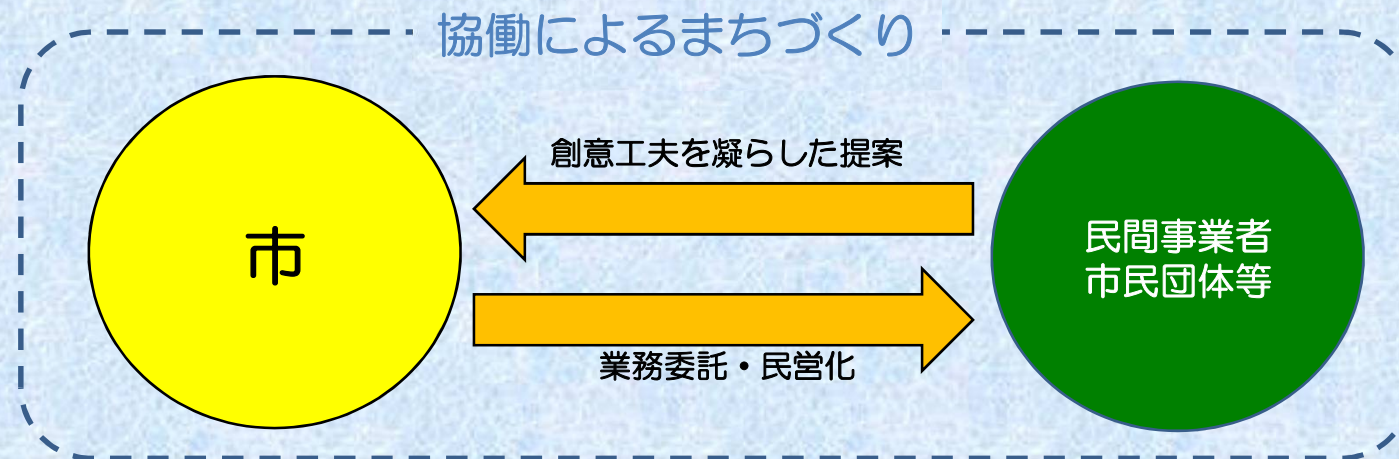 協働によるまちづくり
創意工夫を凝らした提案
市
民間事業者
市民団体等
業務委託・民営化